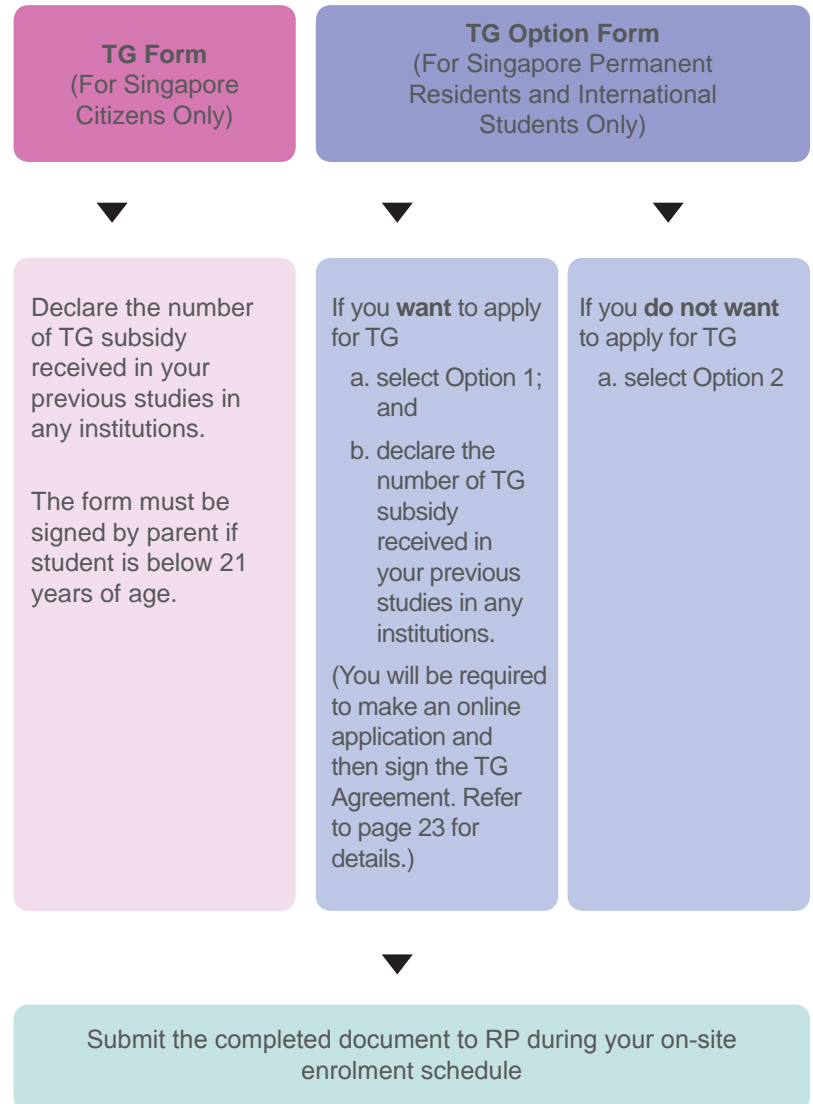 TG Form
(For Singapore
Citizens Only)
TG Option Form
(For Singapore Permanent
Residents and International
Students Only)
Declare the number
of TG subsidy
received in your
previous studies in
any institutions.
The form must be
signed by parent if
student is below 21
years of age.
If you want to apply
for TG
a. select Option 1;
and
b. declare the
number of TG
subsidy
received in
your previous
studies in any
institutions.
(You will be required
to make an online
application and
then sign the TG
Agreement. Refer
to page 23 for
details.)
If you do not want
to apply for TG
a. select Option 2
Submit the completed document to RP during your on-site
enrolment schedule